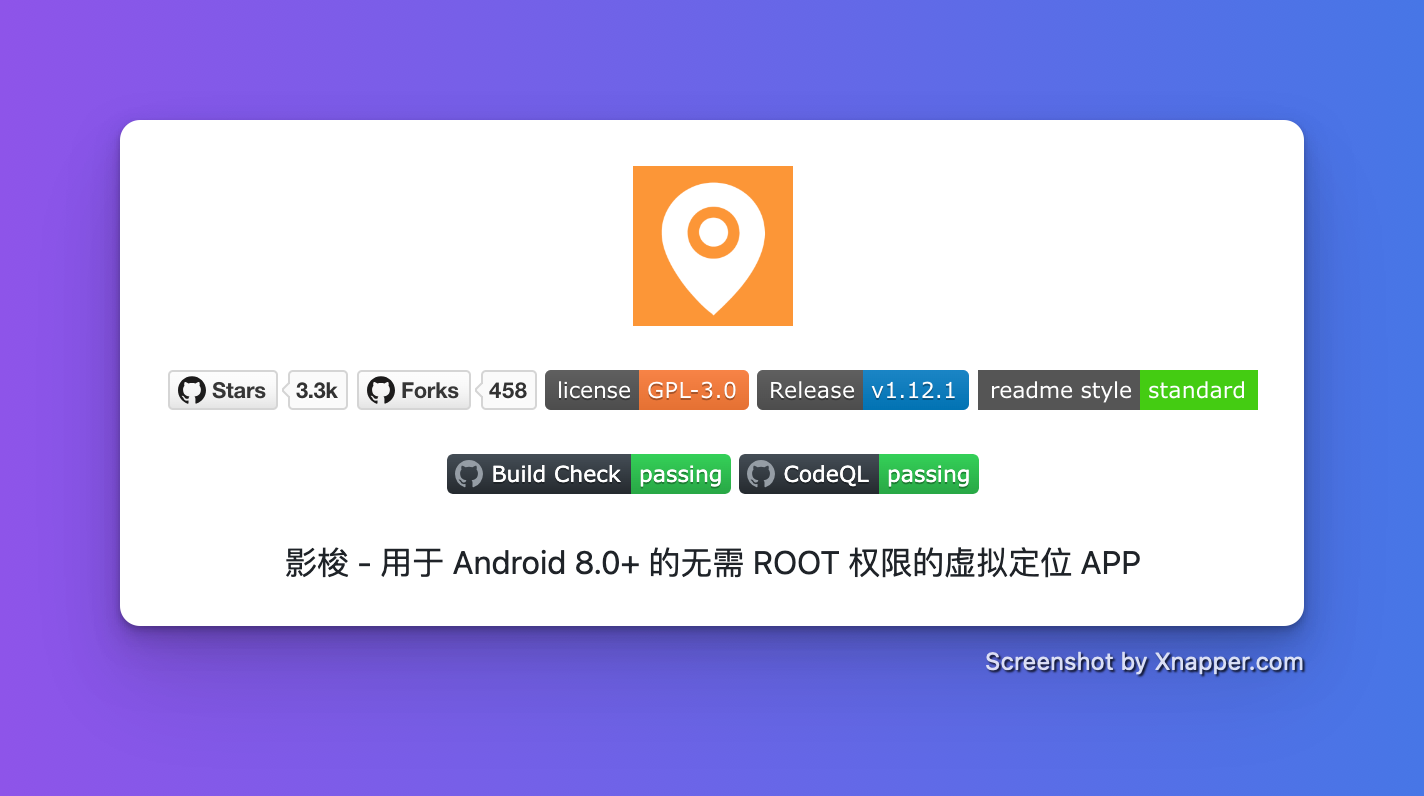 Stars 3.3k Forks 458 license GPL-3.0 Release v1.12.1 readme style standard
Build Check passing CodeQL passing
影梭 - 用于 Android 8.0+ 的无需 ROOT 权限的虚拟定位 APP
Screenshot by Xnapper.com